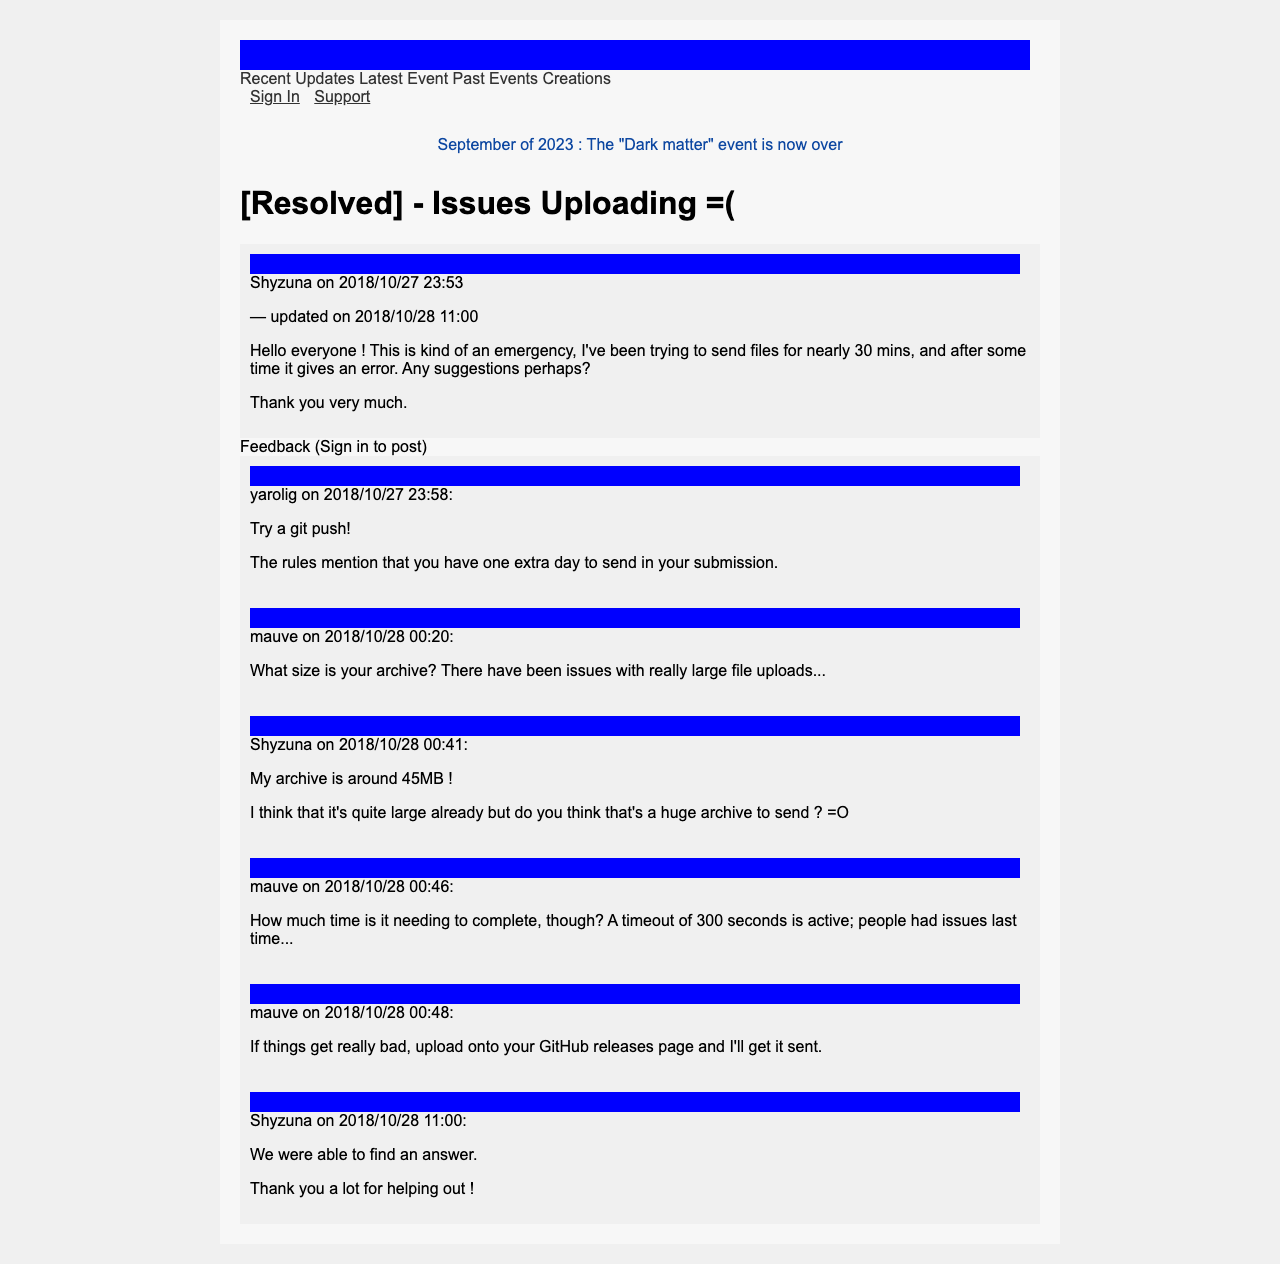 Recent Updates Latest Event Past Events Creations
Sign In Support
September of 2023 : The "Dark matter" event is now over
[Resolved] - Issues Uploading =(
Shyzuna on 2018/10/27 23:53
— updated on 2018/10/28 11:00
Hello everyone ! This is kind of an emergency, I've been trying to send files for nearly 30 mins, and after some
time it gives an error. Any suggestions perhaps?
Thank you very much.
Feedback (Sign in to post)
yarolig on 2018/10/27 23:58:
Try a git push!
The rules mention that you have one extra day to send in your submission.
mauve on 2018/10/28 00:20:
What size is your archive? There have been issues with really large file uploads...
Shyzuna on 2018/10/28 00:41:
My archive is around 45MB !
I think that it's quite large already but do you think that's a huge archive to send ? =O
mauve on 2018/10/28 00:46:
How much time is it needing to complete, though? A timeout of 300 seconds is active; people had issues last
time...
mauve on 2018/10/28 00:48:
If things get really bad, upload onto your GitHub releases page and I'll get it sent.
Shyzuna on 2018/10/28 11:00:
We were able to find an answer.
Thank you a lot for helping out !